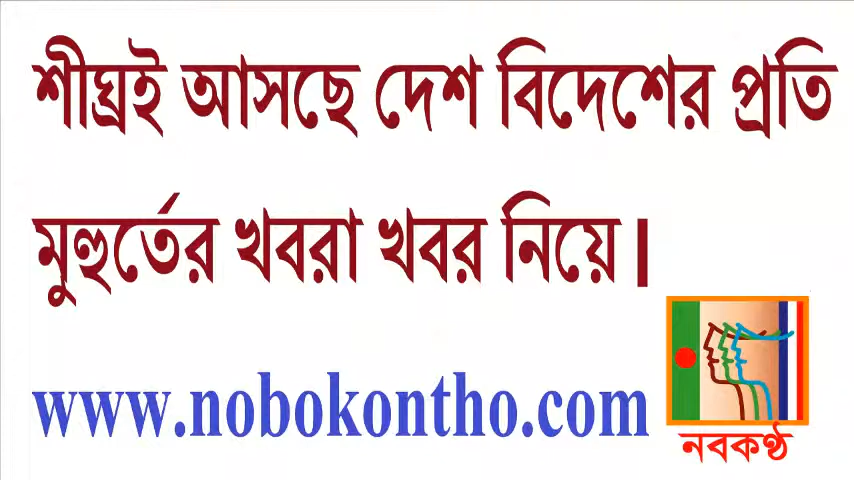 শীঘ্রই আসছে দেশ বিদেশের প্রতি
মুহুর্তের খবরা খবর নিয়ে।
www.nobokontho.com
নবকণ্ঠ